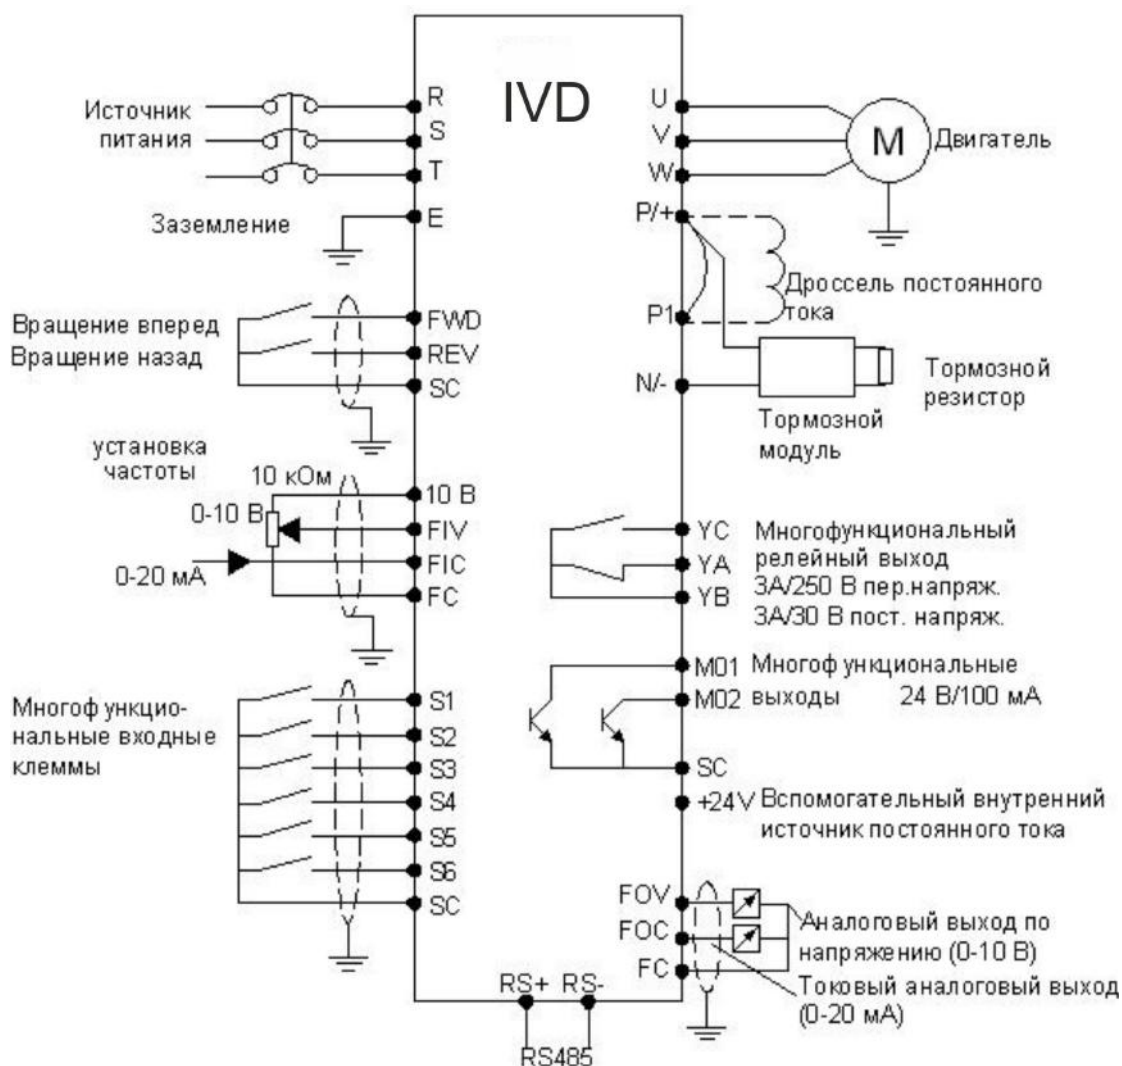 IVD
Источник
питания
R
S
T
Заземление
E
U
V
W
M
Двигатель
P/+
Дроссель постоянного
тока
P1
Вращение вперед
Вращение назад
FWD
REV
SC
N/-
Тормозной
резистор
Тормозной
модуль
установка
частоты
10 кОм
0-10 В
0-20 мА
10 В
FIV
FIC
FC
YC
YA
YB
Многофункциональный
релейный выход
3А/250 В пер.напряж.
3А/30 В пост. напряж.
M01
M02
Многоф ункциональные
выходы 24 В/100 мА
SC
+24V
Вспомогательный внутренний
источник постоянного тока
Многоф ункцио-
нальные входные
клеммы
S1
S2
S3
S4
S5
S6
SC
FOV
FOC
FC
Аналоговый выход по
напряжению (0-10 В)
Токовый аналоговый выход
(0-20 мА)
RS+ RS-
RS485